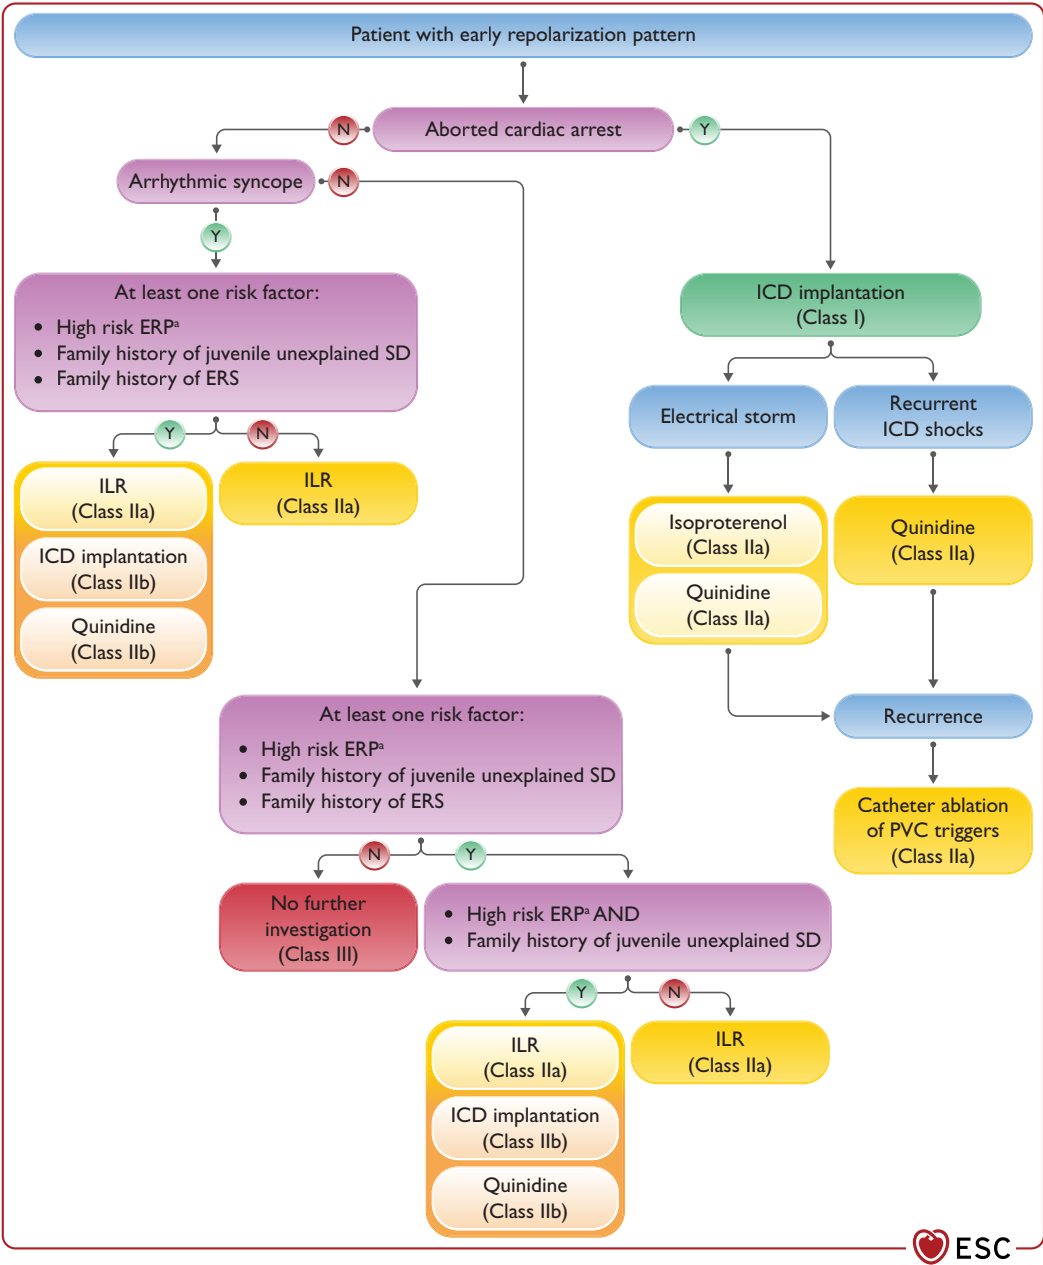 Patient with early repolarization pattern
N
Aborted cardiac arrest
Y
Arrhythmic syncope
N
Y
At least one risk factor:
• High risk ERPᵃ
• Family history of juvenile unexplained SD
• Family history of ERS
Y
N
ILR
(Class IIa)
ICD implantation
(Class IIb)
Quinidine
(Class IIb)
ILR
(Class IIa)
ICD implantation
(Class I)
Electrical storm
Recurrent
ICD shocks
Isoproterenol
(Class IIa)
Quinidine
(Class IIa)
Quinidine
(Class IIa)
Recurrence
Catheter ablation
of PVC triggers
(Class IIa)
At least one risk factor:
• High risk ERPᵃ
• Family history of juvenile unexplained SD
• Family history of ERS
N
Y
No further
investigation
(Class III)
• High risk ERPᵃ AND
• Family history of juvenile unexplained SD
Y
N
ILR
(Class IIa)
ICD implantation
(Class IIb)
Quinidine
(Class IIb)
ILR
(Class IIa)
ESC